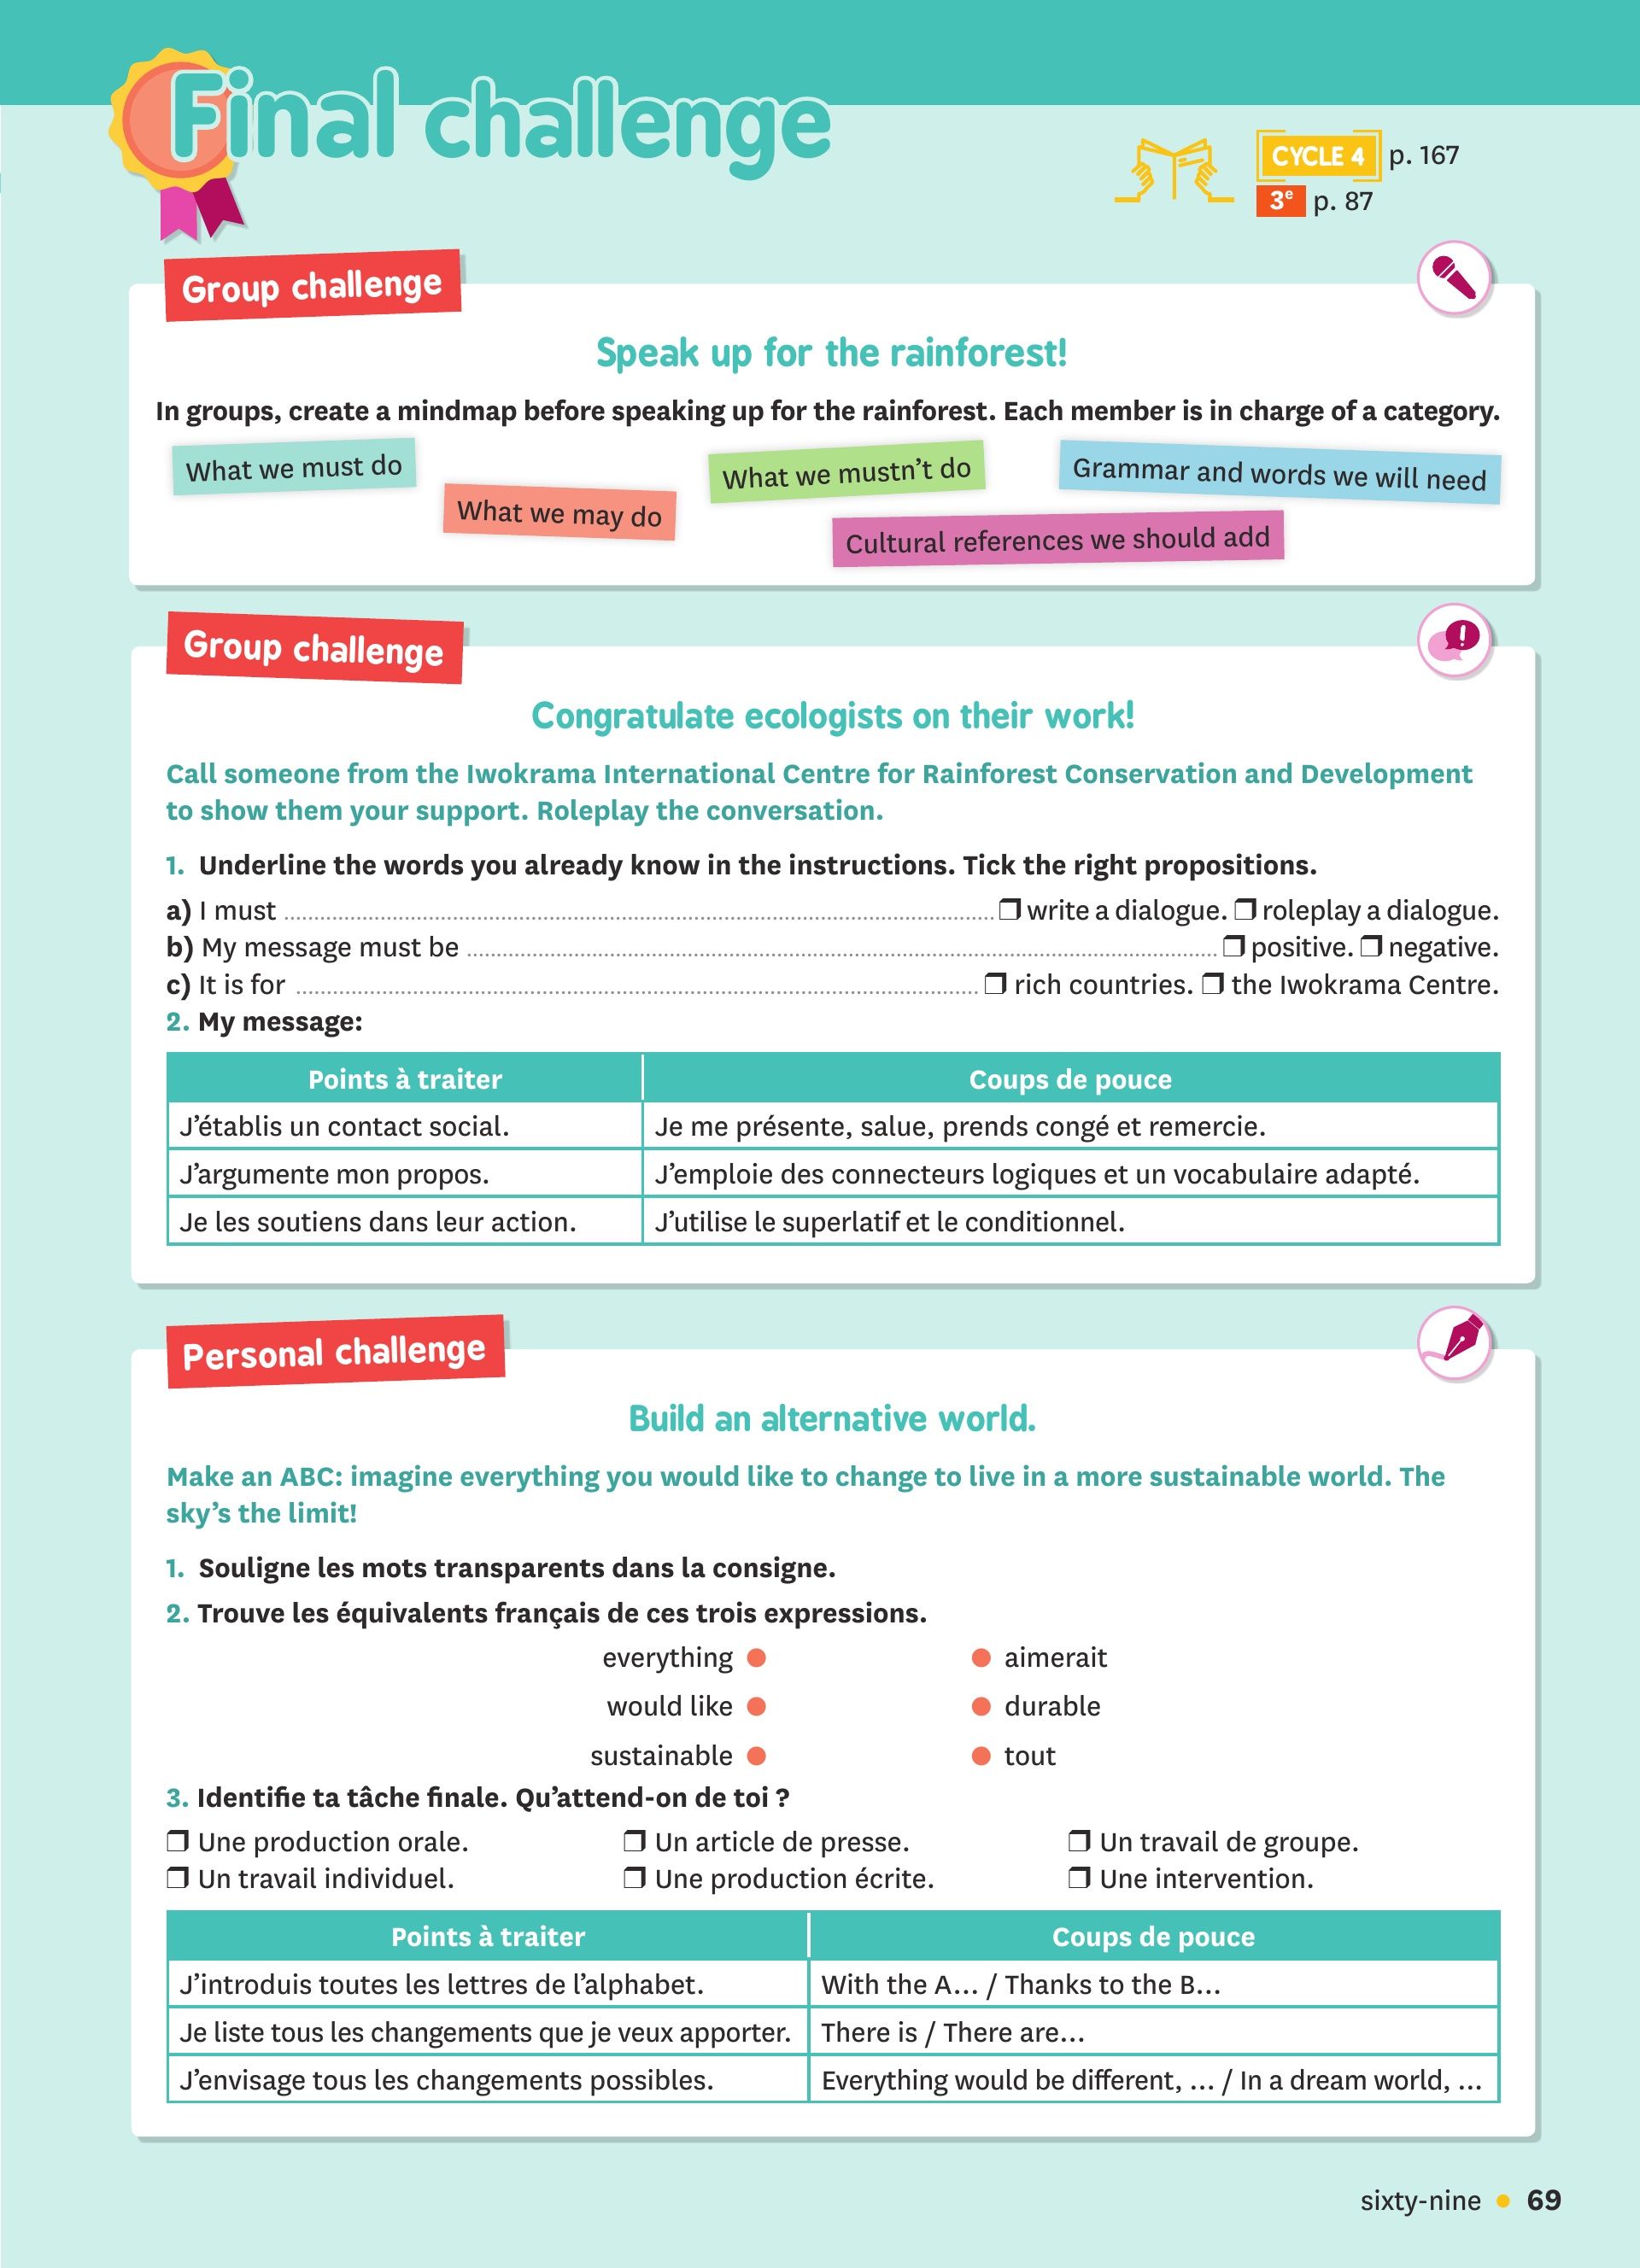 Final challenge
CYCLE 4 p. 167
3e p. 87
Group challenge
Speak up for the rainforest!
In groups, create a mindmap before speaking up for the rainforest. Each member is in charge of a category.
What we must do
What we may do
What we mustn't do
Cultural references we should add
Grammar and words we will need
Group challenge
Congratulate ecologists on their work!
Call someone from the Iwokrama International Centre for Rainforest Conservation and Development
to show them your support. Roleplay the conversation.
1. Underline the words you already know in the instructions. Tick the right propositions.
a) I must ........................ ❒ write a dialogue. ❒ roleplay a dialogue.
b) My message must be ........................ ❒ positive. ❒ negative.
c) It is for ........................ ❒ rich countries. ❒ the Iwokrama Centre.
2. My message:
Points à traiter Coups de pouce
J'établis un contact social. Je me présente, salue, prends congé et remercie.
J'argumente mon propos. J'emploie des connecteurs logiques et un vocabulaire adapté.
Je les soutiens dans leur action. J'utilise le superlatif et le conditionnel.
Personal challenge
Build an alternative world.
Make an ABC: imagine everything you would like to change to live in a more sustainable world. The
sky's the limit!
1. Souligne les mots transparents dans la consigne.
2. Trouve les équivalents français de ces trois expressions.
everything ● ● aimerait
would like ● ● durable
sustainable ● ● tout
3. Identifie ta tâche finale. Qu'attend-on de toi ?
❒ Une production orale. ❒ Un article de presse. ❒ Un travail de groupe.
❒ Un travail individuel. ❒ Une production écrite. ❒ Une intervention.
Points à traiter Coups de pouce
J'introduis toutes les lettres de l'alphabet. With the A... / Thanks to the B...
Je liste tous les changements que je veux apporter. There is / There are...
J'envisage tous les changements possibles. Everything would be different, ... / In a dream world, ...
sixty-nine ● 69